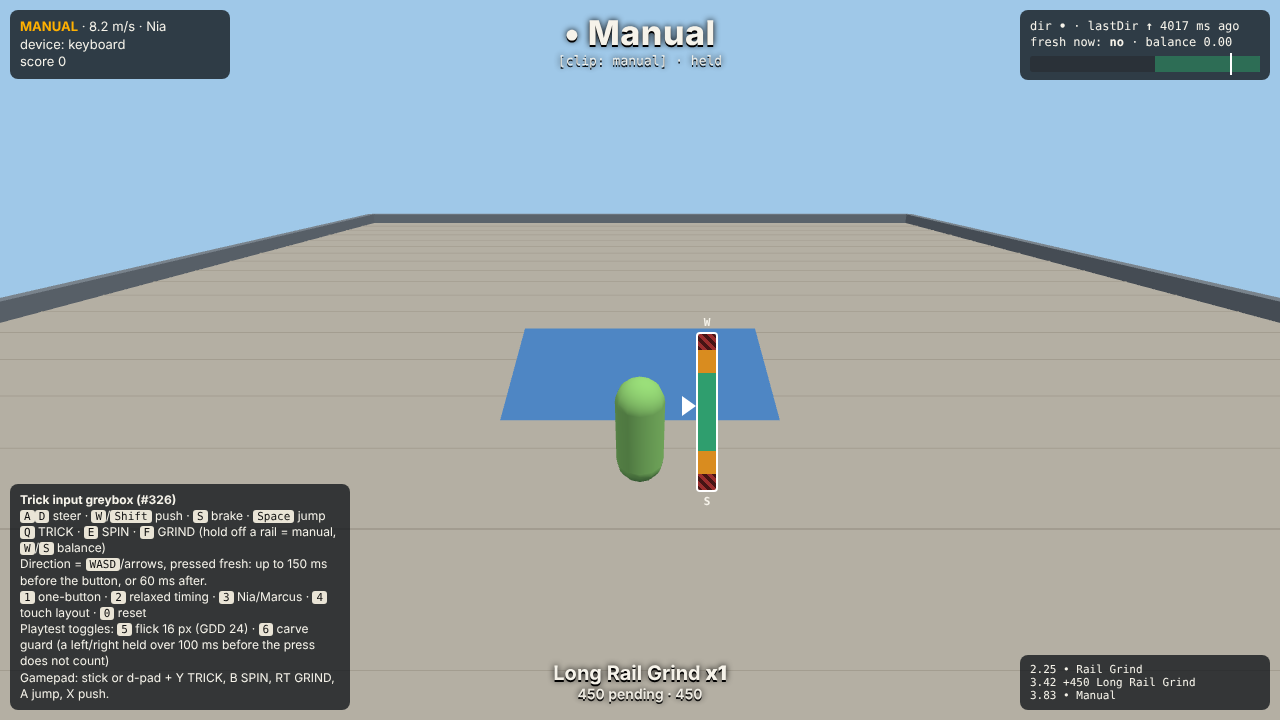 MANUAL · 8.2 m/s · Nia
device: keyboard
score 0
• Manual
[clip: manual] · held
dir • · lastDir ↑ 4017 ms ago
fresh now: no · balance 0.00
W
S
Trick input greybox (#326)
A D steer · W/Shift push · S brake · Space jump
Q TRICK · E SPIN · F GRIND (hold off a rail = manual,
W/S balance)
Direction = WASD/arrows, pressed fresh: up to 150 ms
before the button, or 60 ms after.
1 one-button · 2 relaxed timing · 3 Nia/Marcus · 4
touch layout · 0 reset
Playtest toggles: 5 flick 16 px (GDD 24) · 6 carve
guard (a left/right held over 100 ms before the press
does not count)
Gamepad: stick or d-pad + Y TRICK, B SPIN, RT GRIND,
A jump, X push.
Long Rail Grind x1
450 pending · 450
2.25 • Rail Grind
3.42 +450 Long Rail Grind
3.83 • Manual